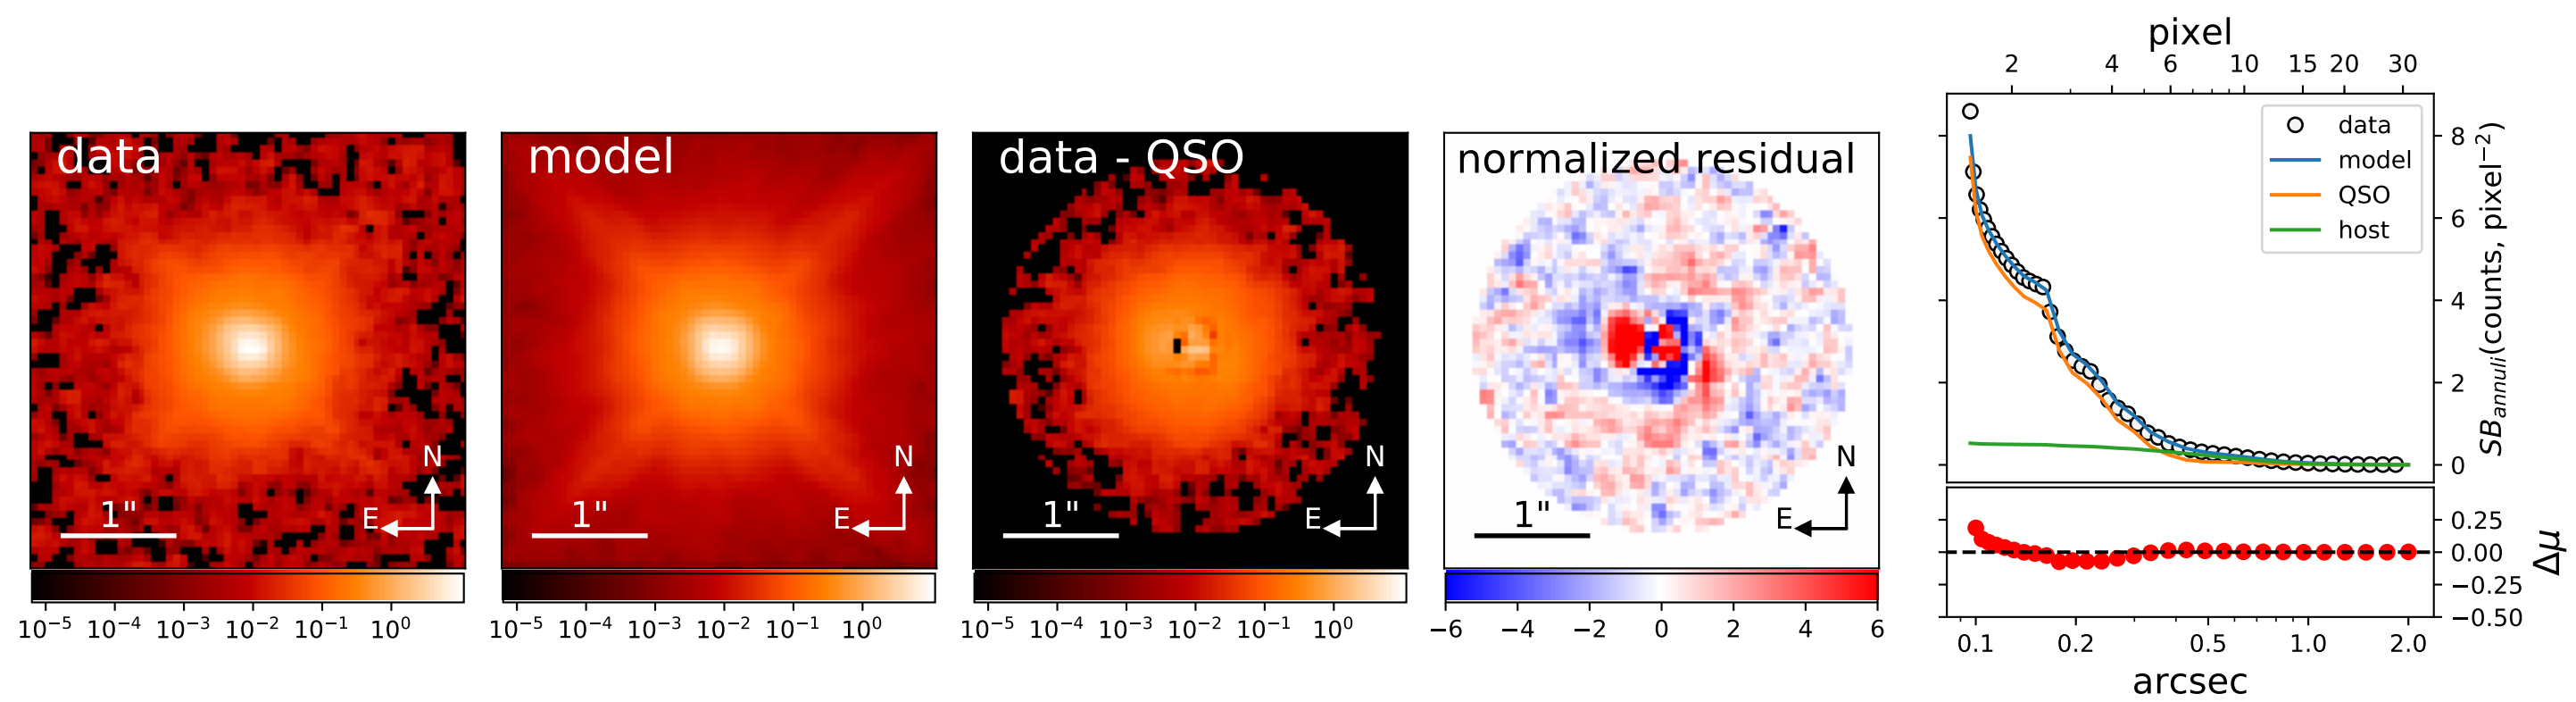 data
N
E
1"
10⁻⁵ 10⁻⁴ 10⁻³ 10⁻² 10⁻¹ 10⁰
model
N
E
1"
10⁻⁵ 10⁻⁴ 10⁻³ 10⁻² 10⁻¹ 10⁰
data - QSO
N
E
1"
10⁻⁵ 10⁻⁴ 10⁻³ 10⁻² 10⁻¹ 10⁰
normalized residual
N
E
1"
−6 −4 −2 0 2 4 6
pixel
2 4 6 10 15 20 30
data
model
QSO
host
8
6
4
2
0
SB_annuli(counts, pixel⁻²)
0.25
0.00
−0.25
−0.50
Δμ
0.1 0.2 0.5 1.0 2.0
arcsec